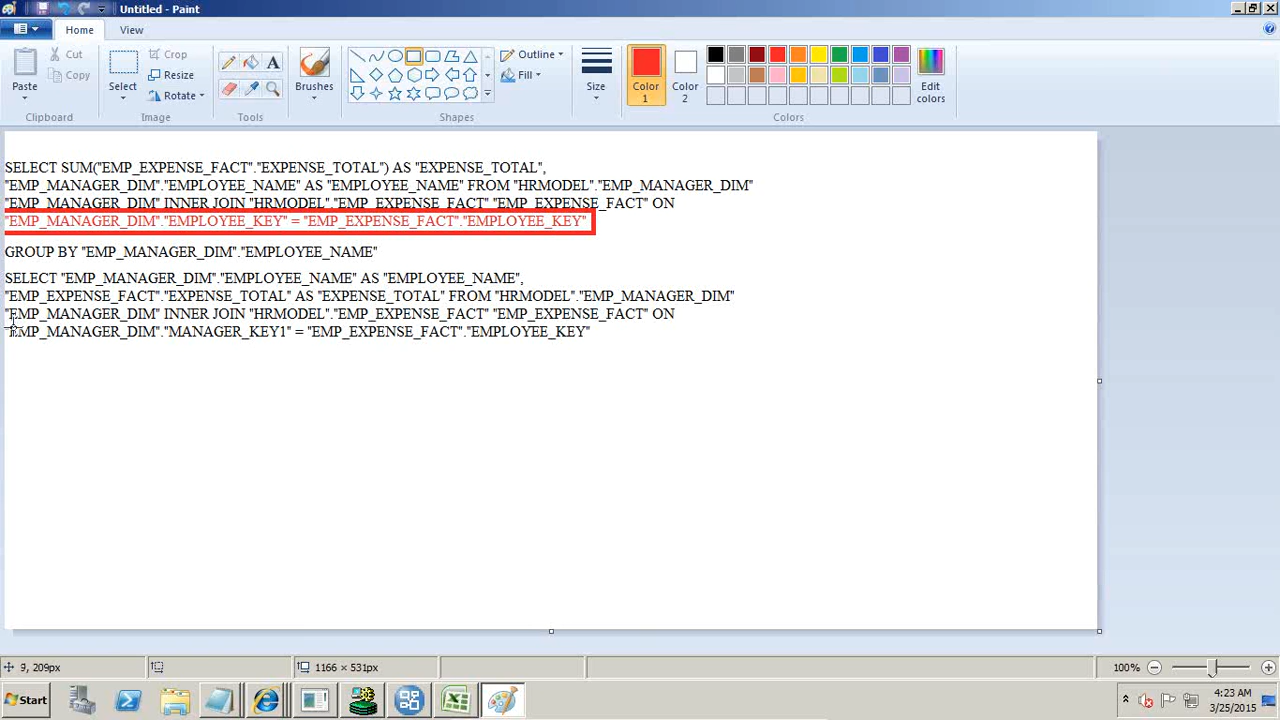 Untitled - Paint
Home View
Paste
Cut
Copy
Clipboard
Select
Crop
Resize
Rotate
Image
A
Tools
Brushes
Shapes
Outline
Fill
Size
Color 1
Color 2
Colors
Edit colors
SELECT SUM("EMP_EXPENSE_FACT"."EXPENSE_TOTAL") AS "EXPENSE_TOTAL",
"EMP_MANAGER_DIM"."EMPLOYEE_NAME" AS "EMPLOYEE_NAME" FROM "HRMODEL"."EMP_MANAGER_DIM"
"EMP_MANAGER_DIM" INNER JOIN "HRMODEL"."EMP_EXPENSE_FACT" "EMP_EXPENSE_FACT" ON
"EMP_MANAGER_DIM"."EMPLOYEE_KEY" = "EMP_EXPENSE_FACT"."EMPLOYEE_KEY"
GROUP BY "EMP_MANAGER_DIM"."EMPLOYEE_NAME"
SELECT "EMP_MANAGER_DIM"."EMPLOYEE_NAME" AS "EMPLOYEE_NAME",
"EMP_EXPENSE_FACT"."EXPENSE_TOTAL" AS "EXPENSE_TOTAL" FROM "HRMODEL"."EMP_MANAGER_DIM"
"EMP_MANAGER_DIM" INNER JOIN "HRMODEL"."EMP_EXPENSE_FACT" "EMP_EXPENSE_FACT" ON
"EMP_MANAGER_DIM"."MANAGER_KEY1" = "EMP_EXPENSE_FACT"."EMPLOYEE_KEY"
9, 209px
1166 × 531px
100%
Start
4:23 AM
3/25/2015